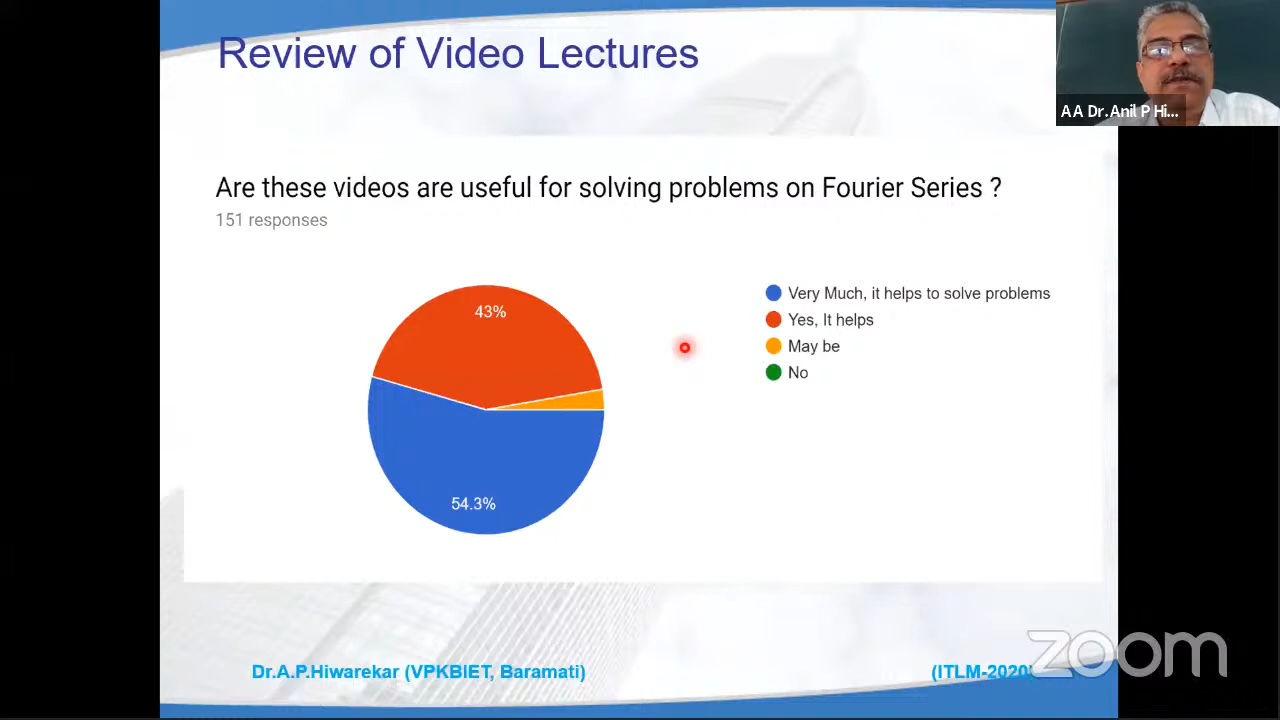 Review of Video Lectures
A A Dr.Anil P Hi...
Are these videos are useful for solving problems on Fourier Series ?
151 responses
43%
54.3%
Very Much, it helps to solve problems
Yes, It helps
May be
No
Dr.A.P.Hiwarekar (VPKBIET, Baramati)
(ITLM-2020)
zoom